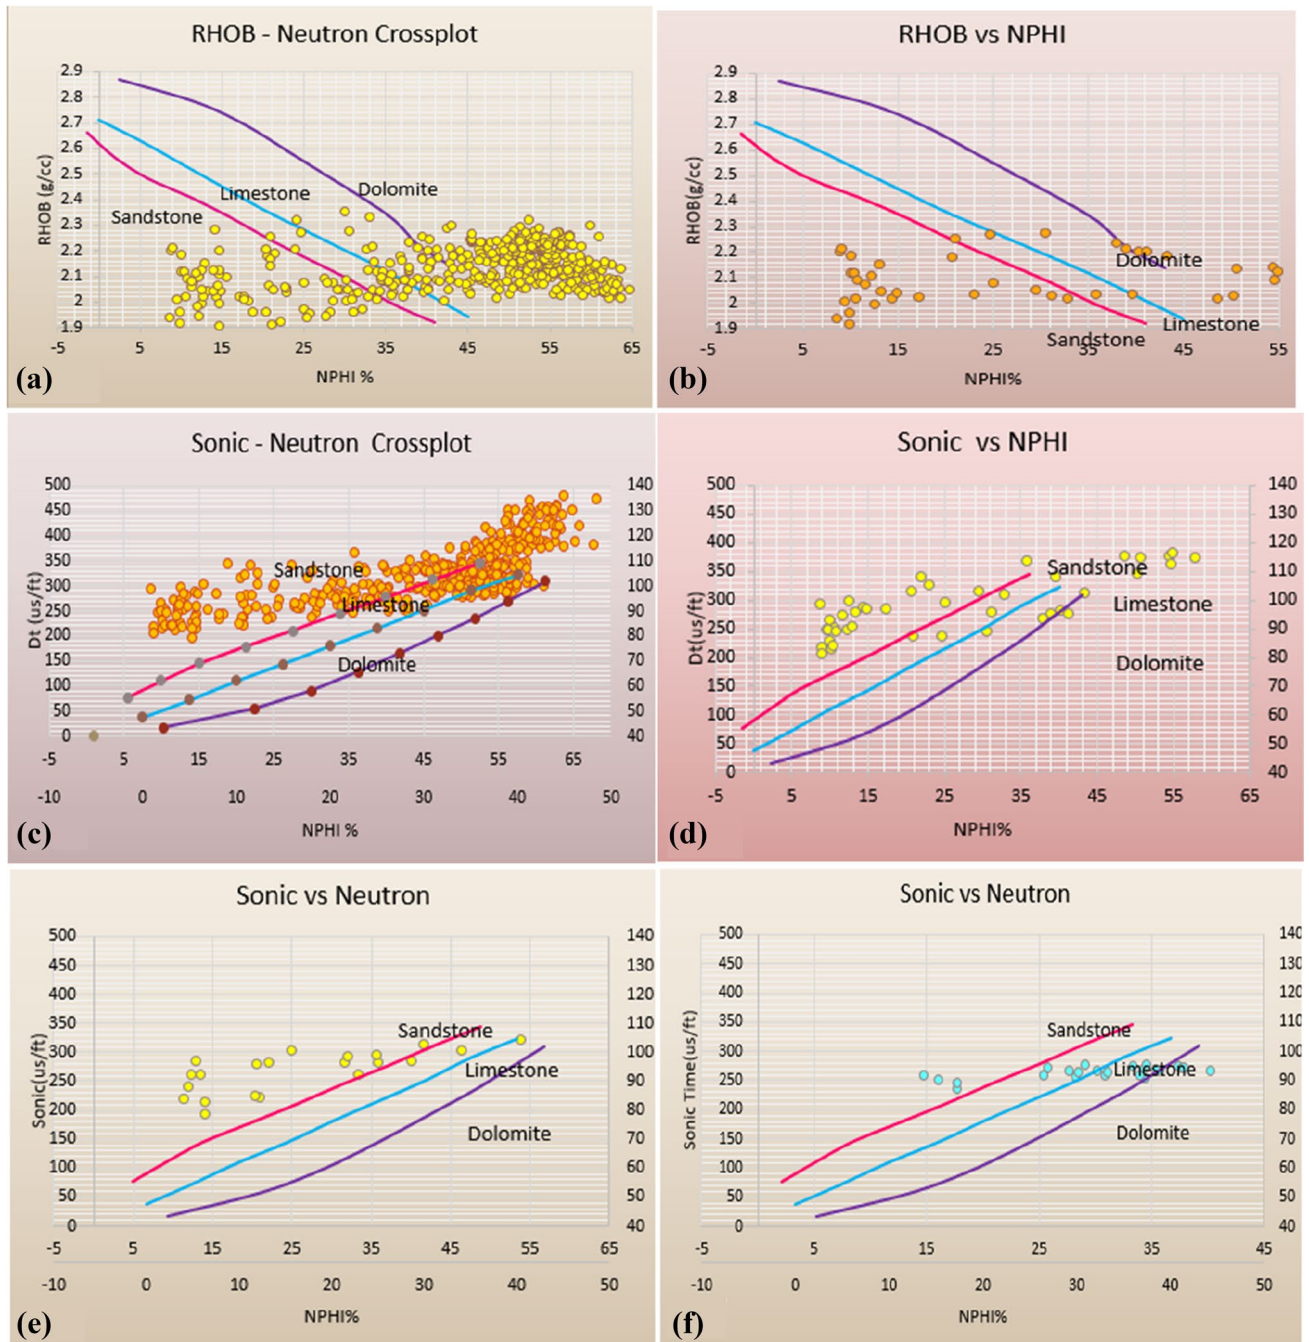 RHOB - Neutron Crossplot
2.9
2.8
2.7
2.6
2.5
2.4
2.3
2.2
2.1
2
1.9
RHOB (g/cc)
Limestone
Dolomite
Sandstone
-5 5 15 25 35 45 55 65
NPHI %
(a)
RHOB vs NPHI
2.9
2.8
2.7
2.6
2.5
2.4
2.3
2.2
2.1
2
1.9
RHOB(g/cc)
Dolomite
Limestone
Sandstone
-5 5 15 25 35 45 55
NPHI%
(b)
Sonic - Neutron Crossplot
500
450
400
350
300
250
200
150
100
50
0
Dt (us/ft)
140
130
120
110
100
90
80
70
60
50
40
Sandstone
Limestone
Dolomite
-5 5 15 25 35 45 55 65
-10 0 10 20 30 40 50
NPHI %
(c)
Sonic vs NPHI
500
450
400
350
300
250
200
150
100
50
0
Dt(us/ft)
140
130
120
110
100
90
80
70
60
50
40
Sandstone
Limestone
Dolomite
-5 5 15 25 35 45 55 65
NPHI%
(d)
Sonic vs Neutron
500
450
400
350
300
250
200
150
100
50
0
Sonic(us/ft)
140
130
120
110
100
90
80
70
60
50
40
Sandstone
Limestone
Dolomite
-5 5 15 25 35 45 55 65
-10 0 10 20 30 40 50
NPHI%
(e)
Sonic vs Neutron
500
450
400
350
300
250
200
150
100
50
0
Sonic Time(us/ft)
140
130
120
110
100
90
80
70
60
50
40
Sandstone
Limestone
Dolomite
-5 5 15 25 35 45
-10 0 10 20 30 40 50
NPHI%
(f)